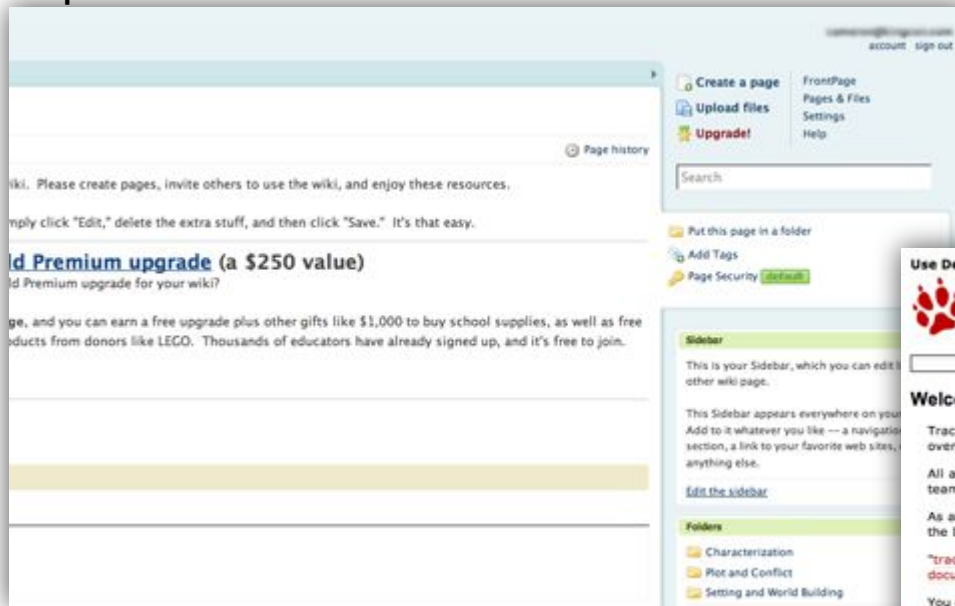 account sign out
Create a page
Upload files
Upgrade!
FrontPage
Pages & Files
Settings
Help
Page history
Search
iki. Please create pages, invite others to use the wiki, and enjoy these resources.
mply click "Edit," delete the extra stuff, and then click "Save." It's that easy.
Put this page in a folder
Add Tags
Page Security default
ld Premium upgrade (a $250 value)
ld Premium upgrade for your wiki?
ge, and you can earn a free upgrade plus other gifts like $1,000 to buy school supplies, as well as free
oducts from donors like LEGO. Thousands of educators have already signed up, and it's free to join.
Sidebar
This is your Sidebar, which you can edit
other wiki page.
This Sidebar appears everywhere on your
Add to it whatever you like -- a navigation
section, a link to your favorite web sites,
anything else.
Edit the sidebar
Folders
Characterization
Plot and Conflict
Setting and World Building
Use De
Welco
Trac
over
All a
tean
As a
the
"trac
docu
You